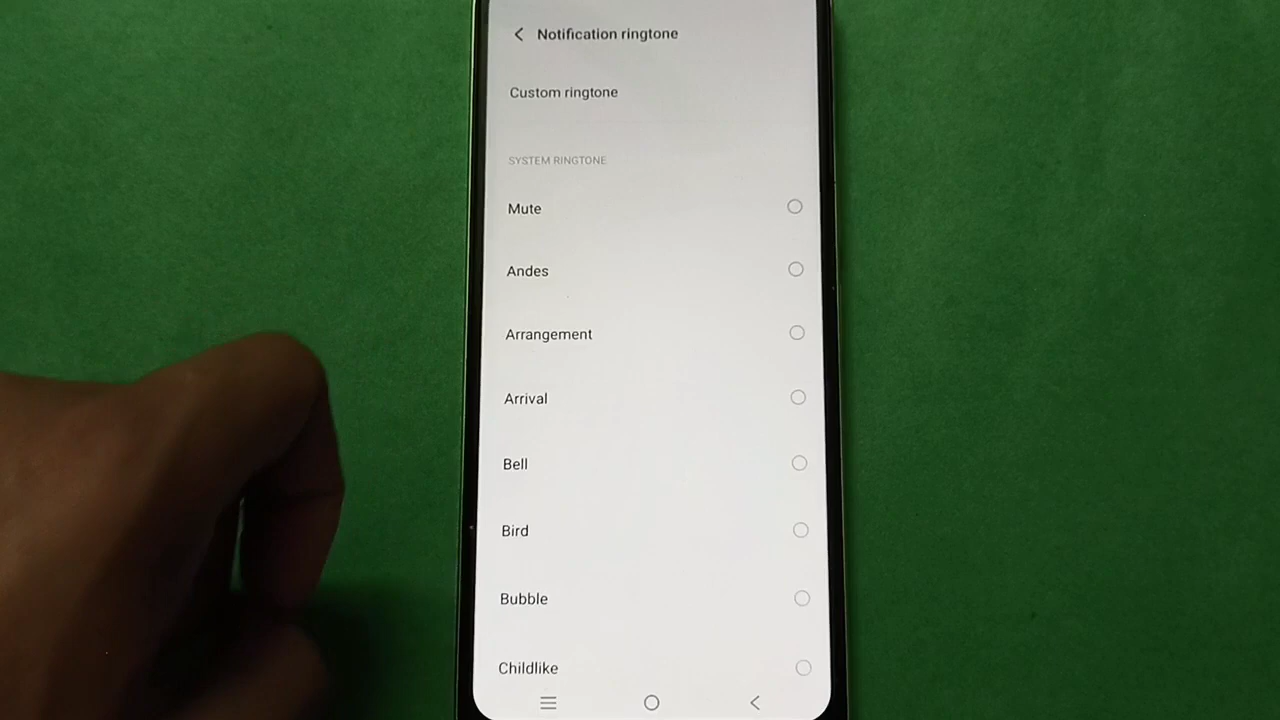 Notification ringtone
Custom ringtone
SYSTEM RINGTONE
Mute
Andes
Arrangement
Arrival
Bell
Bird
Bubble
Childlike